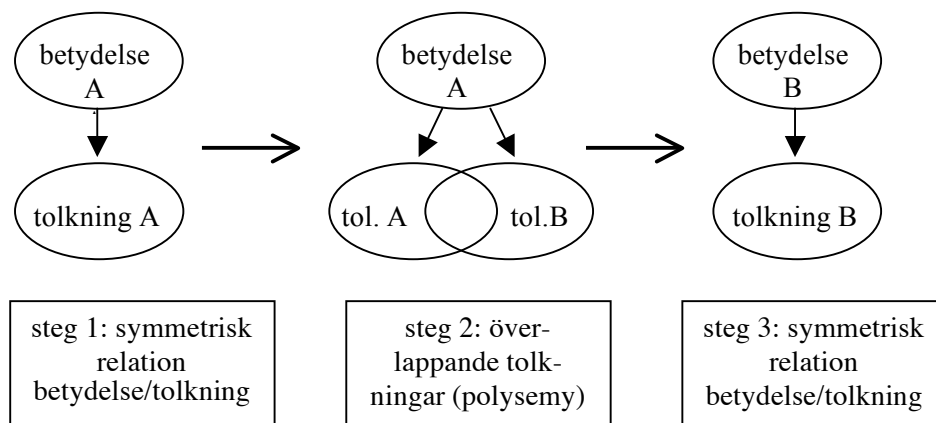 betydelse
A
tolkning A
betydelse
A
tol. A
tol.B
betydelse
B
tolkning B
steg 1: symmetrisk
relation
betydelse/tolkning
steg 2: över-
lappande tolk-
ningar (polysemy)
steg 3: symmetrisk
relation
betydelse/tolkning